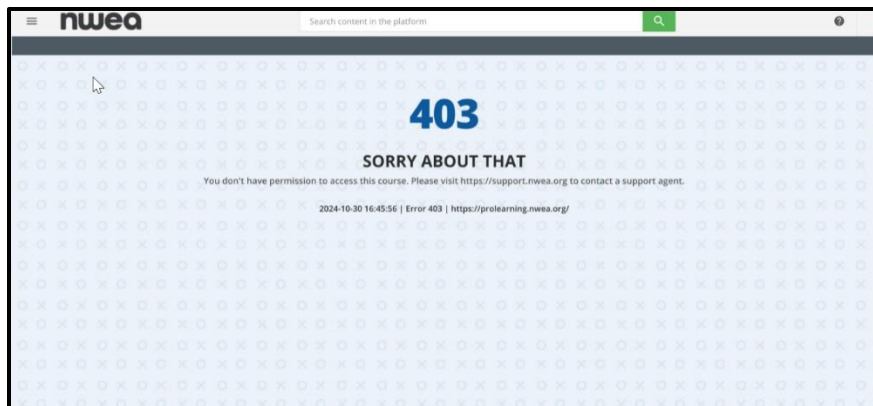 nwea
Search content in the platform
403
SORRY ABOUT THAT
You don't have permission to access this course. Please visit https://support.nwea.org to contact a support agent.
2024-10-30 16:45:56 | Error 403 | https://prolearning.nwea.org/